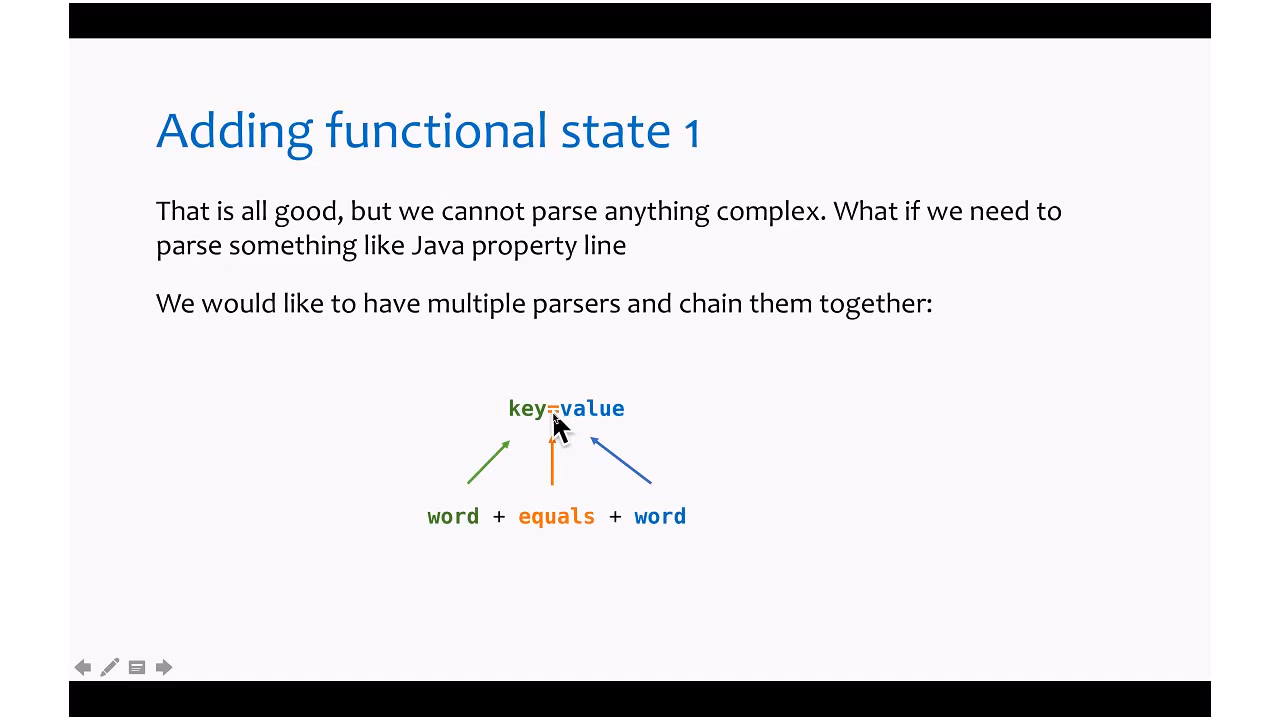 Adding functional state 1
That is all good, but we cannot parse anything complex. What if we need to
parse something like Java property line
We would like to have multiple parsers and chain them together:
key=value
word + equals + word